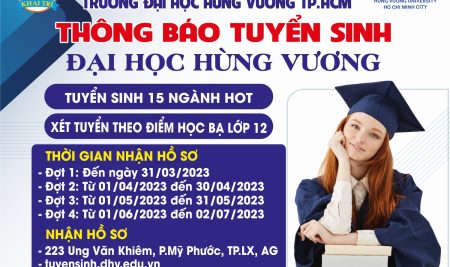 TRƯỜNG ĐẠI HỌC HÙNG VƯƠNG TP.HCM
KHAI TRÍ
HUNG VUONG UNIVERSITY
HO CHI MINH CITY
THÔNG BÁO TUYỂN SINH
ĐẠI HỌC HÙNG VƯƠNG
TUYỂN SINH 15 NGÀNH HOT
XÉT TUYỂN THEO ĐIỂM HỌC BẠ LỚP 12
THỜI GIAN NHẬN HỒ SƠ
- Đợt 1: Đến ngày 31/03/2023
- Đợt 2: Từ 01/04/2023 đến 30/04/2023
- Đợt 3: Từ 01/05/2023 đến 31/05/2023
- Đợt 4: Từ 01/06/2023 đến 02/07/2023
NHẬN HỒ SƠ
- 223 Ung Văn Khiêm, P.Mỹ Phước, TP.LX, AG
- tuyensinh.dhv.edu.vn